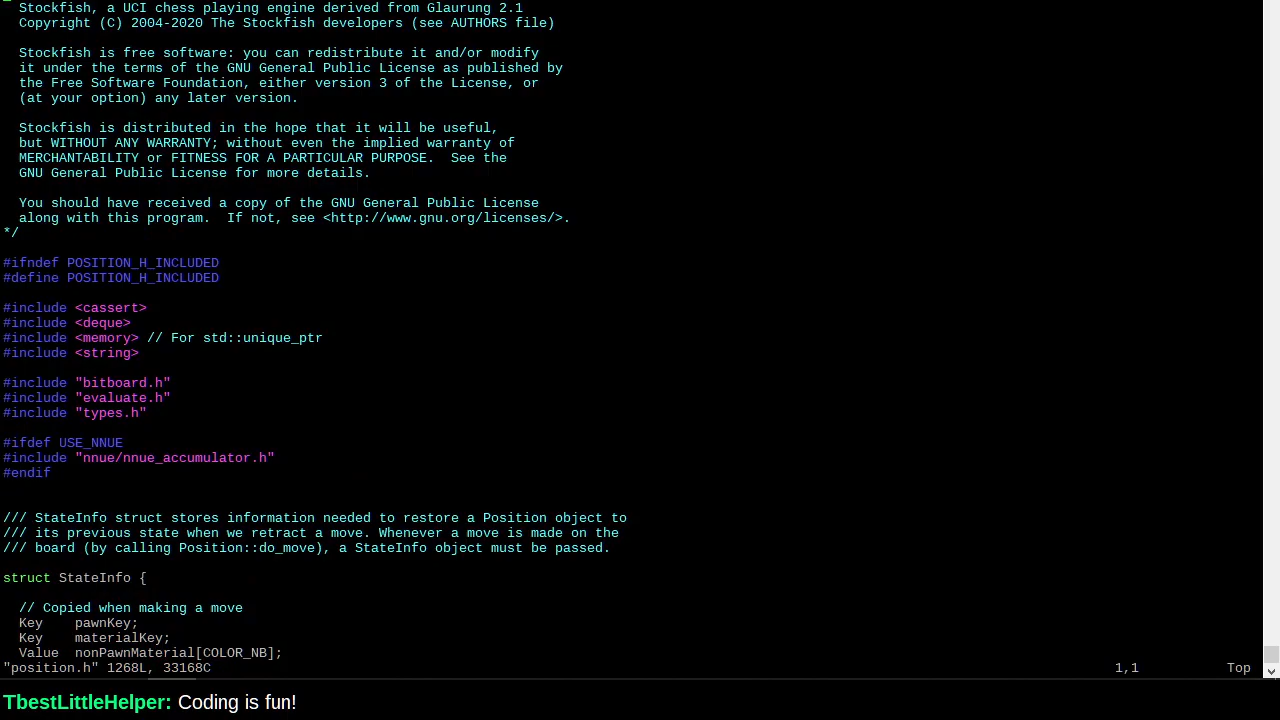 Stockfish, a UCI chess playing engine derived from Glaurung 2.1
Copyright (C) 2004-2020 The Stockfish developers (see AUTHORS file)
Stockfish is free software: you can redistribute it and/or modify
it under the terms of the GNU General Public License as published by
the Free Software Foundation, either version 3 of the License, or
(at your option) any later version.
Stockfish is distributed in the hope that it will be useful,
but WITHOUT ANY WARRANTY; without even the implied warranty of
MERCHANTABILITY or FITNESS FOR A PARTICULAR PURPOSE.  See the
GNU General Public License for more details.
You should have received a copy of the GNU General Public License
along with this program.  If not, see <http://www.gnu.org/licenses/>.
*/
#ifndef POSITION_H_INCLUDED
#define POSITION_H_INCLUDED
#include <cassert>
#include <deque>
#include <memory> // For std::unique_ptr
#include <string>
#include "bitboard.h"
#include "evaluate.h"
#include "types.h"
#ifdef USE_NNUE
#include "nnue/nnue_accumulator.h"
#endif
/// StateInfo struct stores information needed to restore a Position object to
/// its previous state when we retract a move. Whenever a move is made on the
/// board (by calling Position::do_move), a StateInfo object must be passed.
struct StateInfo {
// Copied when making a move
Key    pawnKey;
Key    materialKey;
Value  nonPawnMaterial[COLOR_NB];
"position.h" 1268L, 33168C 1,1 Top
TbestLittleHelper: Coding is fun!